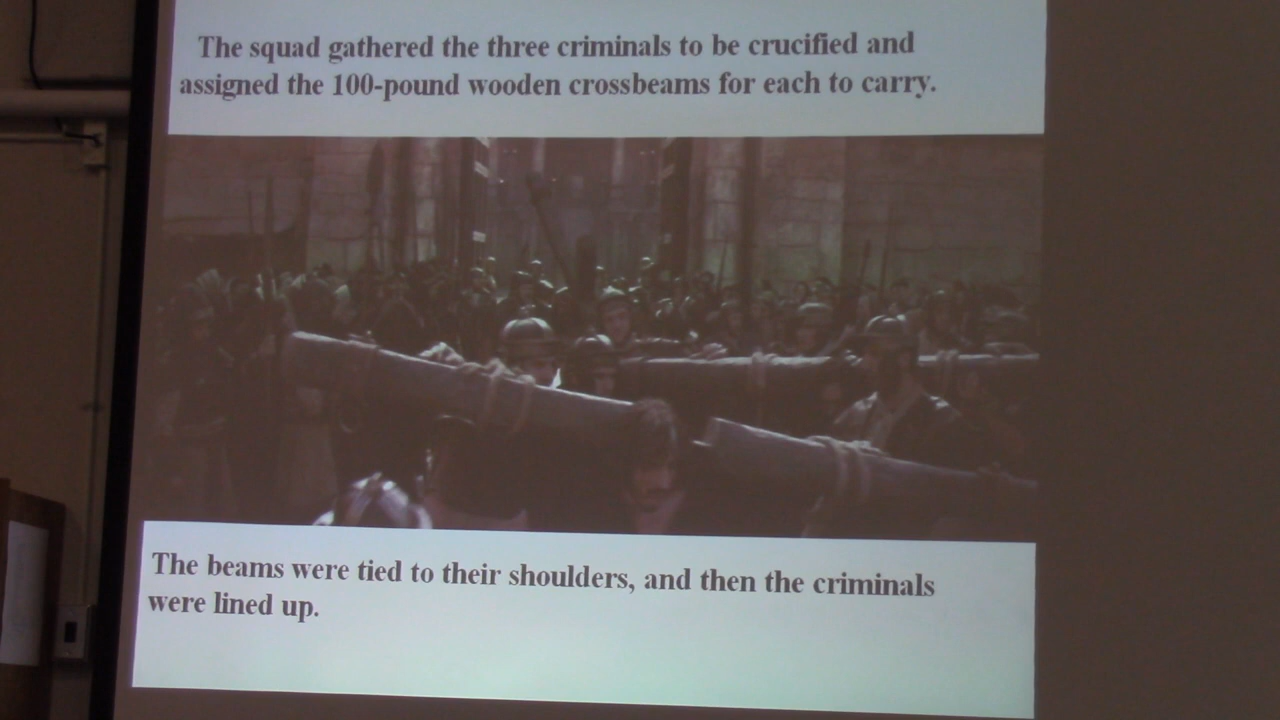 The squad gathered the three criminals to be crucified and
assigned the 100-pound wooden crossbeams for each to carry.
The beams were tied to their shoulders, and then the criminals
were lined up.